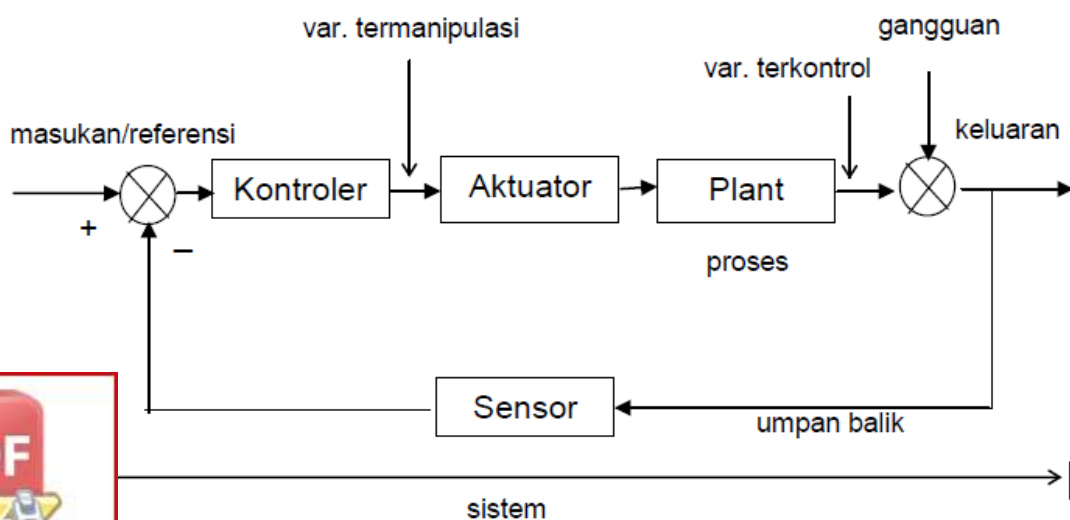 var. termanipulasi
gangguan
var. terkontrol
masukan/referensi
keluaran
Kontroler
Aktuator
Plant
+
–
proses
Sensor
umpan balik
sistem